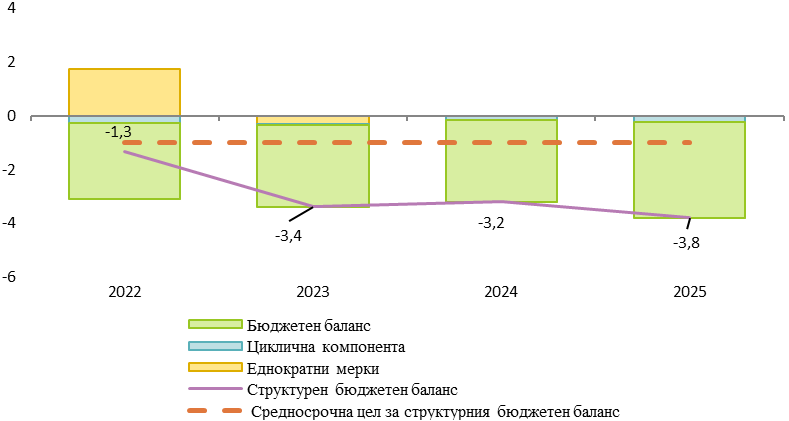 4
2
0
-1,3
-2
-4
-3,4
-3,2
-3,8
-6
2022 2023 2024 2025
Бюджетен баланс
Циклична компонента
Еднократни мерки
Структурен бюджетен баланс
Средносрочна цел за структурния бюджетен баланс